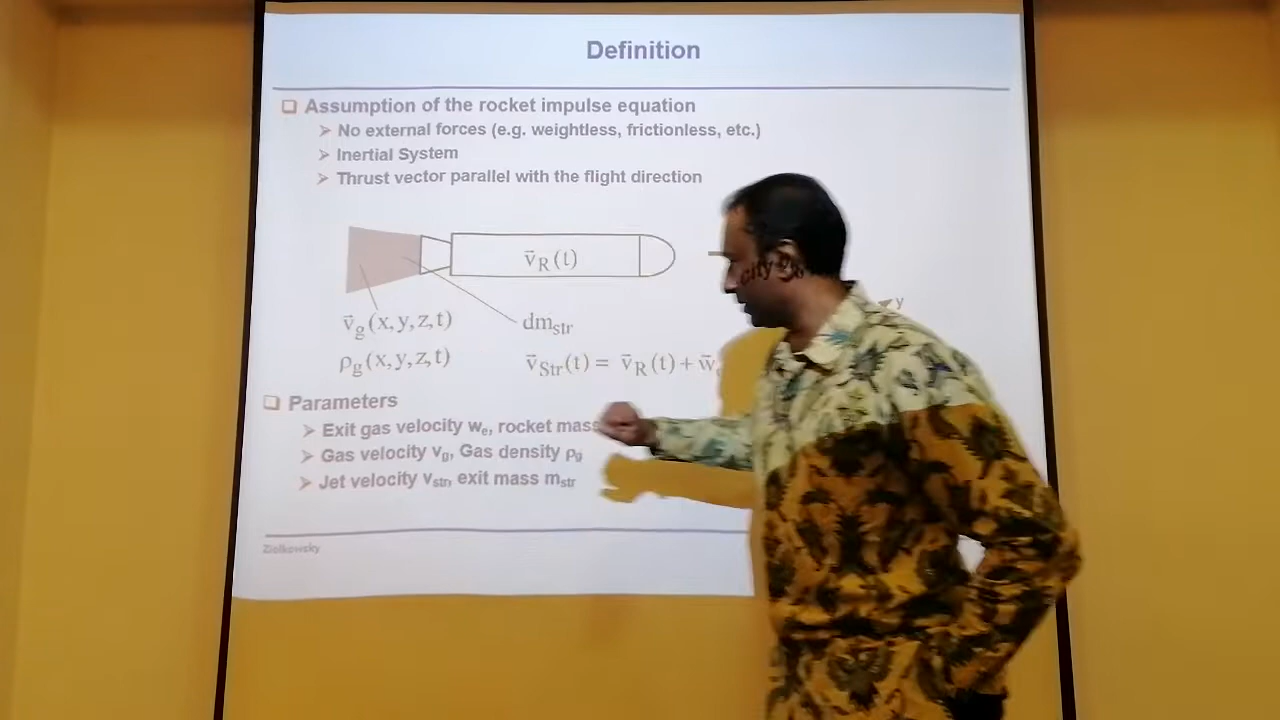 Definition
Assumption of the rocket impulse equation
No external forces (e.g. weightless, frictionless, etc.)
Inertial System
Thrust vector parallel with the flight direction
v⃗R(t)
y
v⃗g(x,y,z,t)
dmstr
ρg(x,y,z,t)
v⃗Str(t) = v⃗R(t) + w⃗
Parameters
Exit gas velocity we, rocket mass
Gas velocity vg, Gas density ρg
Jet velocity vstr, exit mass mstr
Ziolkowsky